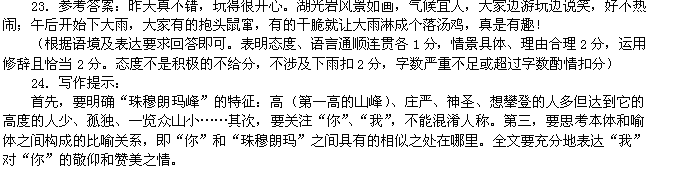 23. 参考答案：昨天真不错，玩得很开心。湖光岩风景如画，气候宜人，大家边游玩边说笑，好不热
闹；午后开始下大雨，大家有的抱头鼠窜，有的干脆就让大雨淋成个落汤鸡，真是有趣！
（根据语境及表达要求回答即可。表明态度、语言通顺连贯各1分，情景具体、理由合理2分，运用
修辞且恰当2分。态度不是积极的不给分，不涉及下雨扣2分，字数严重不足或超过字数酌情扣分）
24. 写作提示：
首先，要明确“珠穆朗玛峰”的特征：高（第一高的山峰）、庄严、神圣、想攀登的人多但达到它的
高度的人少、孤独、一览众山小……其次，要关注“你”、“我”，不能混淆人称。第三，要思考本体和喻
体之间构成的比喻关系，即“你”和“珠穆朗玛”之间具有的相似之处在哪里。全文要充分地表达“我”
对“你”的敬仰和赞美之情。